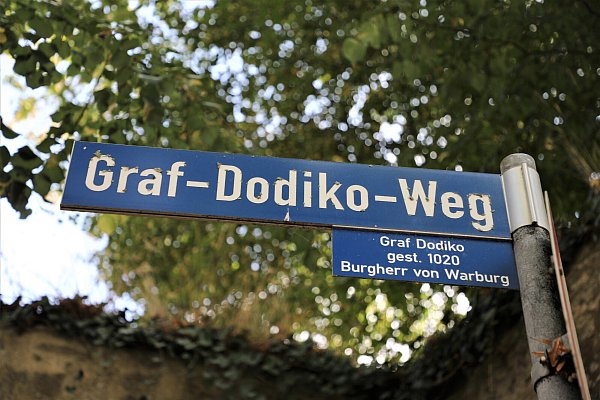 Graf-Dodiko-Weg
Graf Dodiko
gest. 1020
Burgherr von Warburg